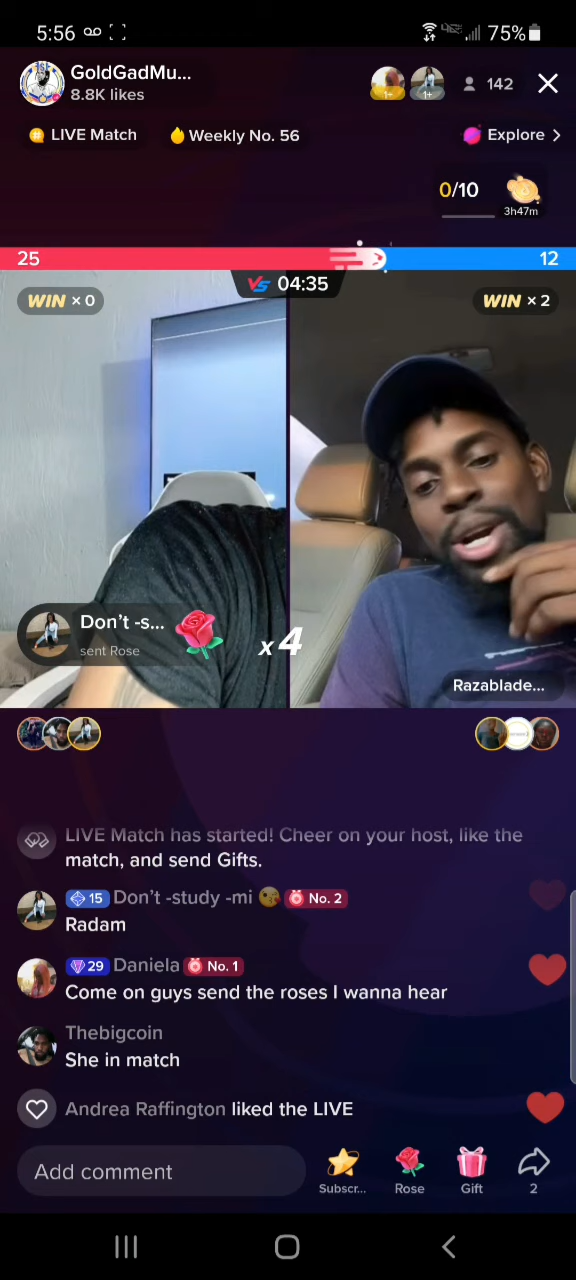 5:56
75%
GoldGadMu...
8.8K likes
1+
1+
142
LIVE Match
Weekly No. 56
Explore
0/10
3h47m
25
12
VS 04:35
WIN x 0
WIN x 2
Don't -s...
sent Rose
x 4
Razablade...
LIVE Match has started! Cheer on your host, like the
match, and send Gifts.
15 Don't -study -mi 😘 No. 2
Radam
29 Daniela No. 1
Come on guys send the roses I wanna hear
Thebigcoin
She in match
Andrea Raffington liked the LIVE
Add comment
Subscr...
Rose
Gift
2